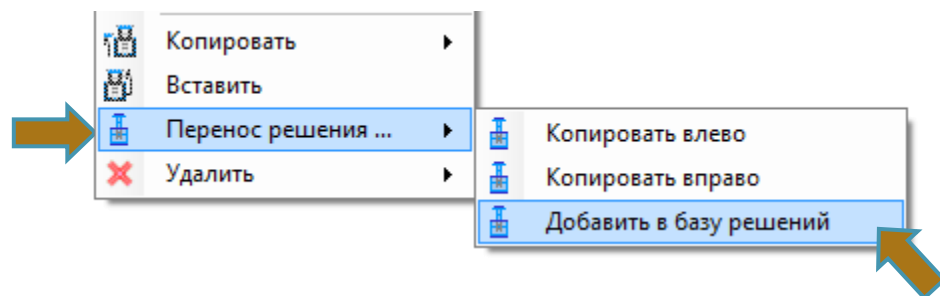 Копировать
Вставить
Перенос решения ...
Удалить
Копировать влево
Копировать вправо
Добавить в базу решений